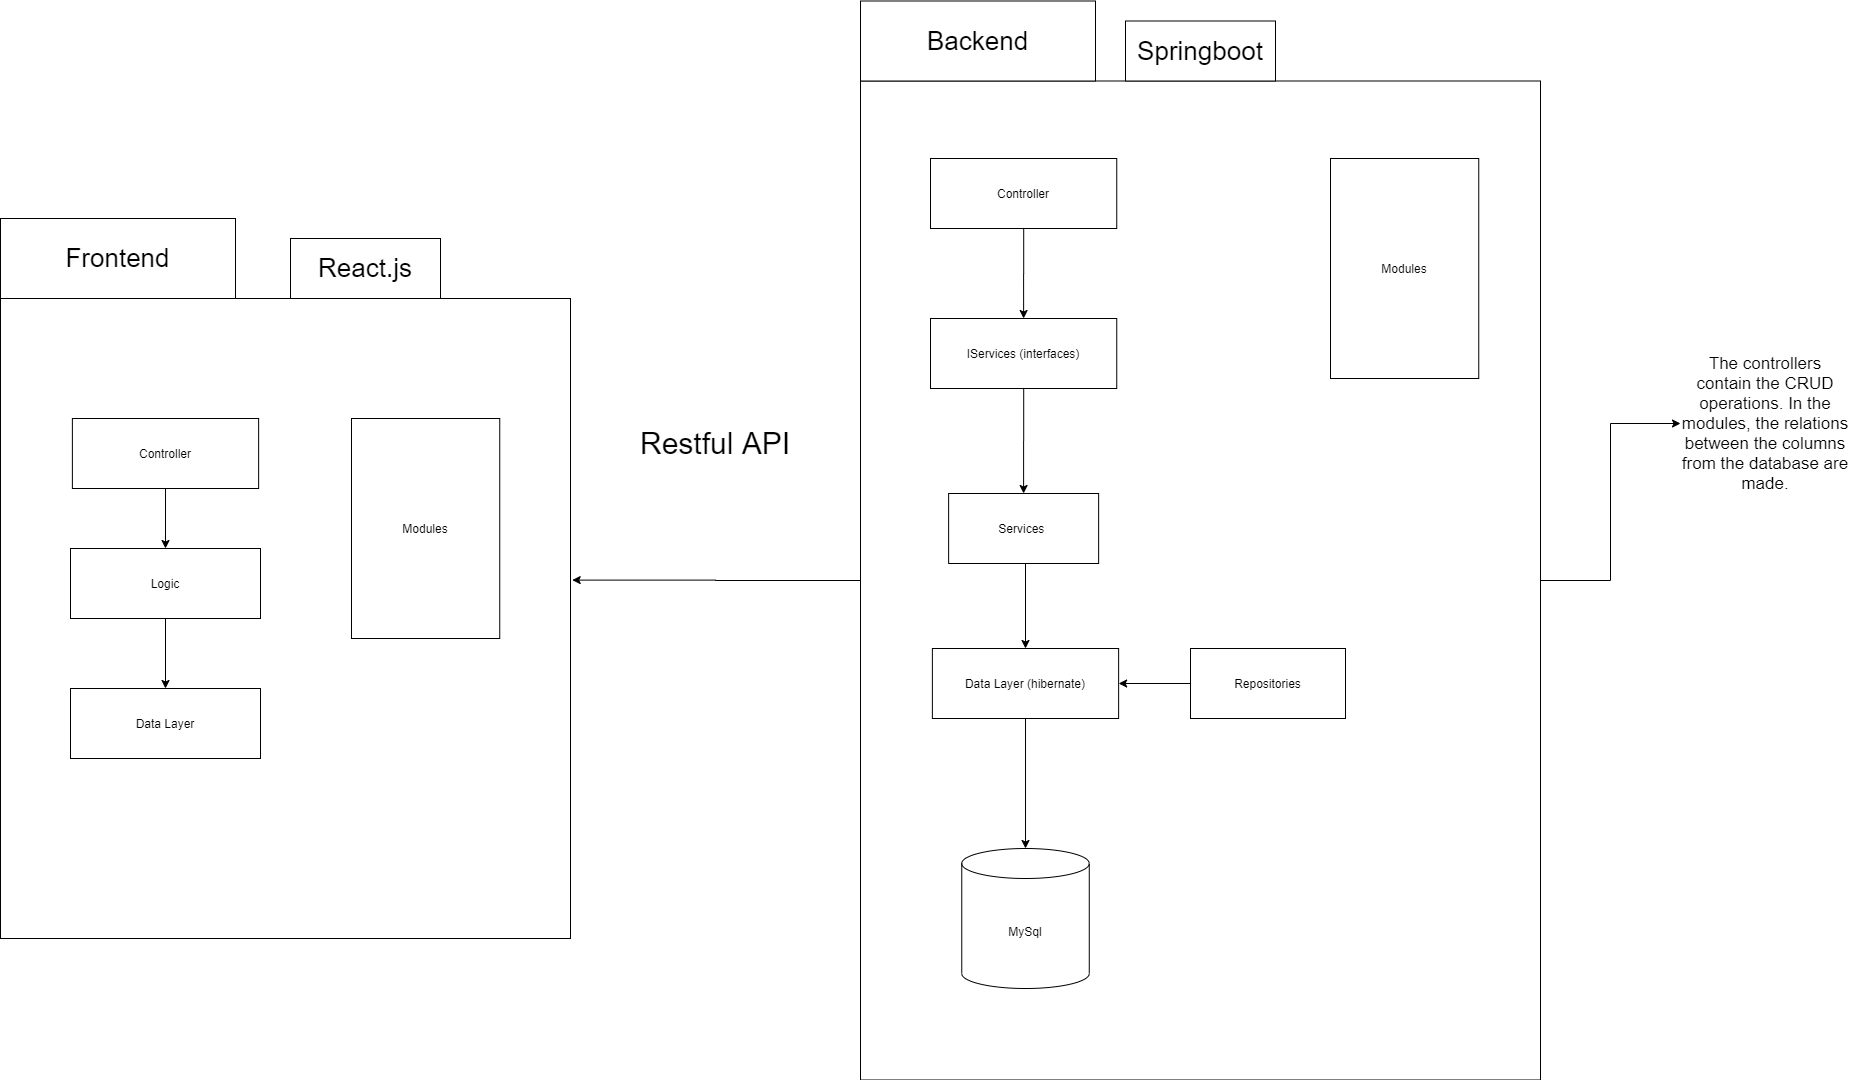 Backend
Springboot
Controller
Modules
Frontend
React.js
IServices (interfaces)
The controllers
contain the CRUD
operations. In the
modules, the relations
between the columns
from the database are
made.
Restful API
Controller
Modules
Services
Logic
Data Layer (hibernate)
Repositories
Data Layer
MySql